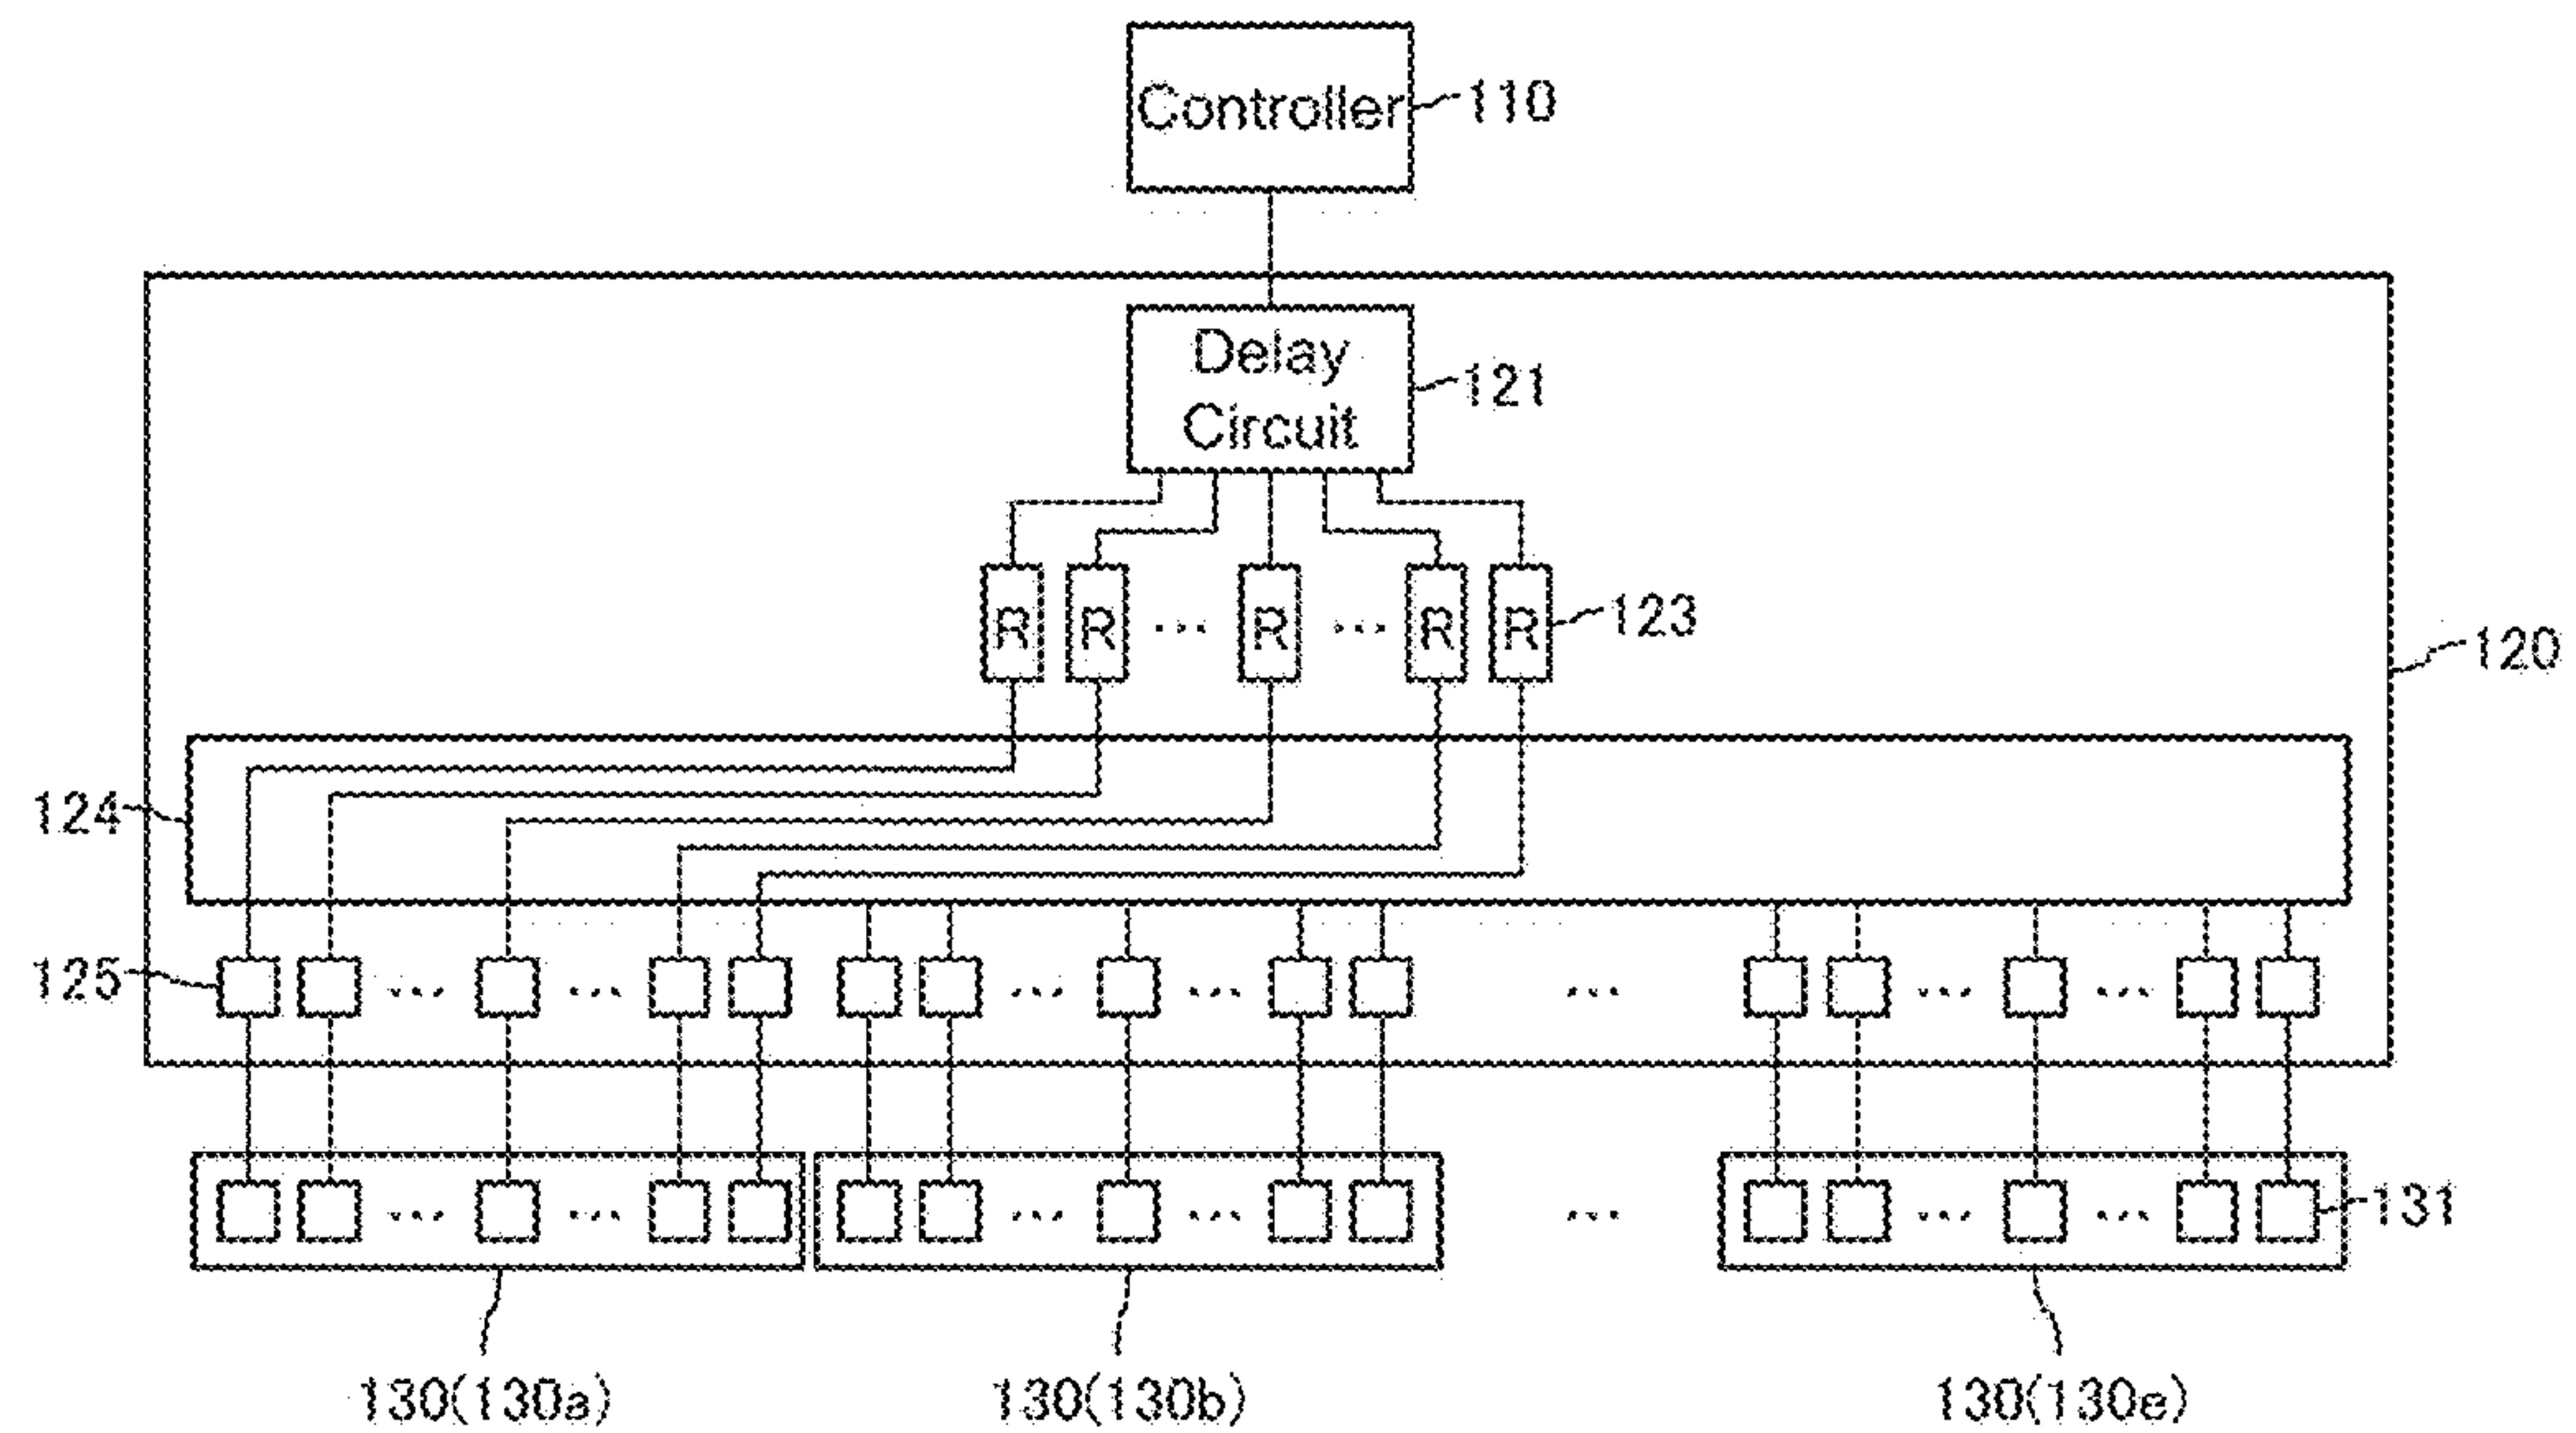 Controller
110
Delay
Circuit
121
R R ... R ... R R
123
120
124
125
... ... ... ... ... ... ...
... ... ... ... ... ... ...
131
130(130a) 130(130b) 130(130e)